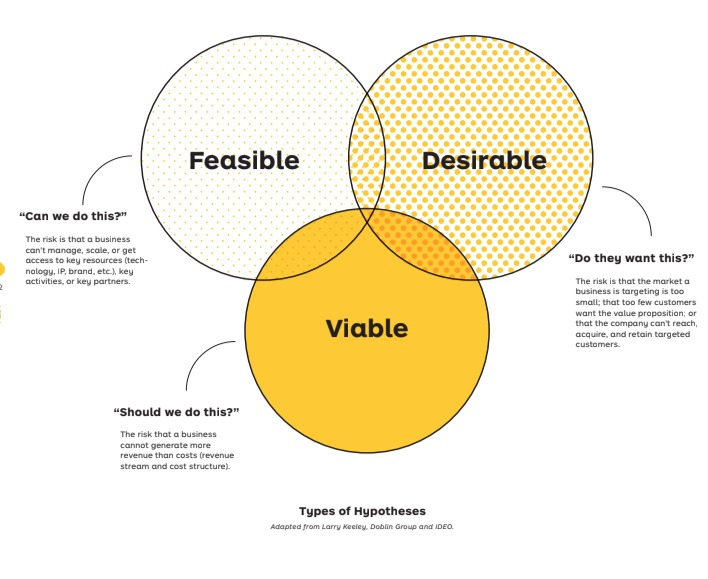 Feasible
Desirable
“Can we do this?”
The risk is that a business
can't manage, scale, or get
access to key resources (tech-
nology, IP, brand, etc.), key
activities, or key partners.
“Do they want this?”
The risk is that the market a
business is targeting is too
small; that too few customers
want the value proposition; or
that the company can't reach,
acquire, and retain targeted
customers.
Viable
“Should we do this?”
The risk that a business
cannot generate more
revenue than costs (revenue
stream and cost structure).
Types of Hypotheses
Adapted from Larry Keeley, Doblin Group and IDEO.